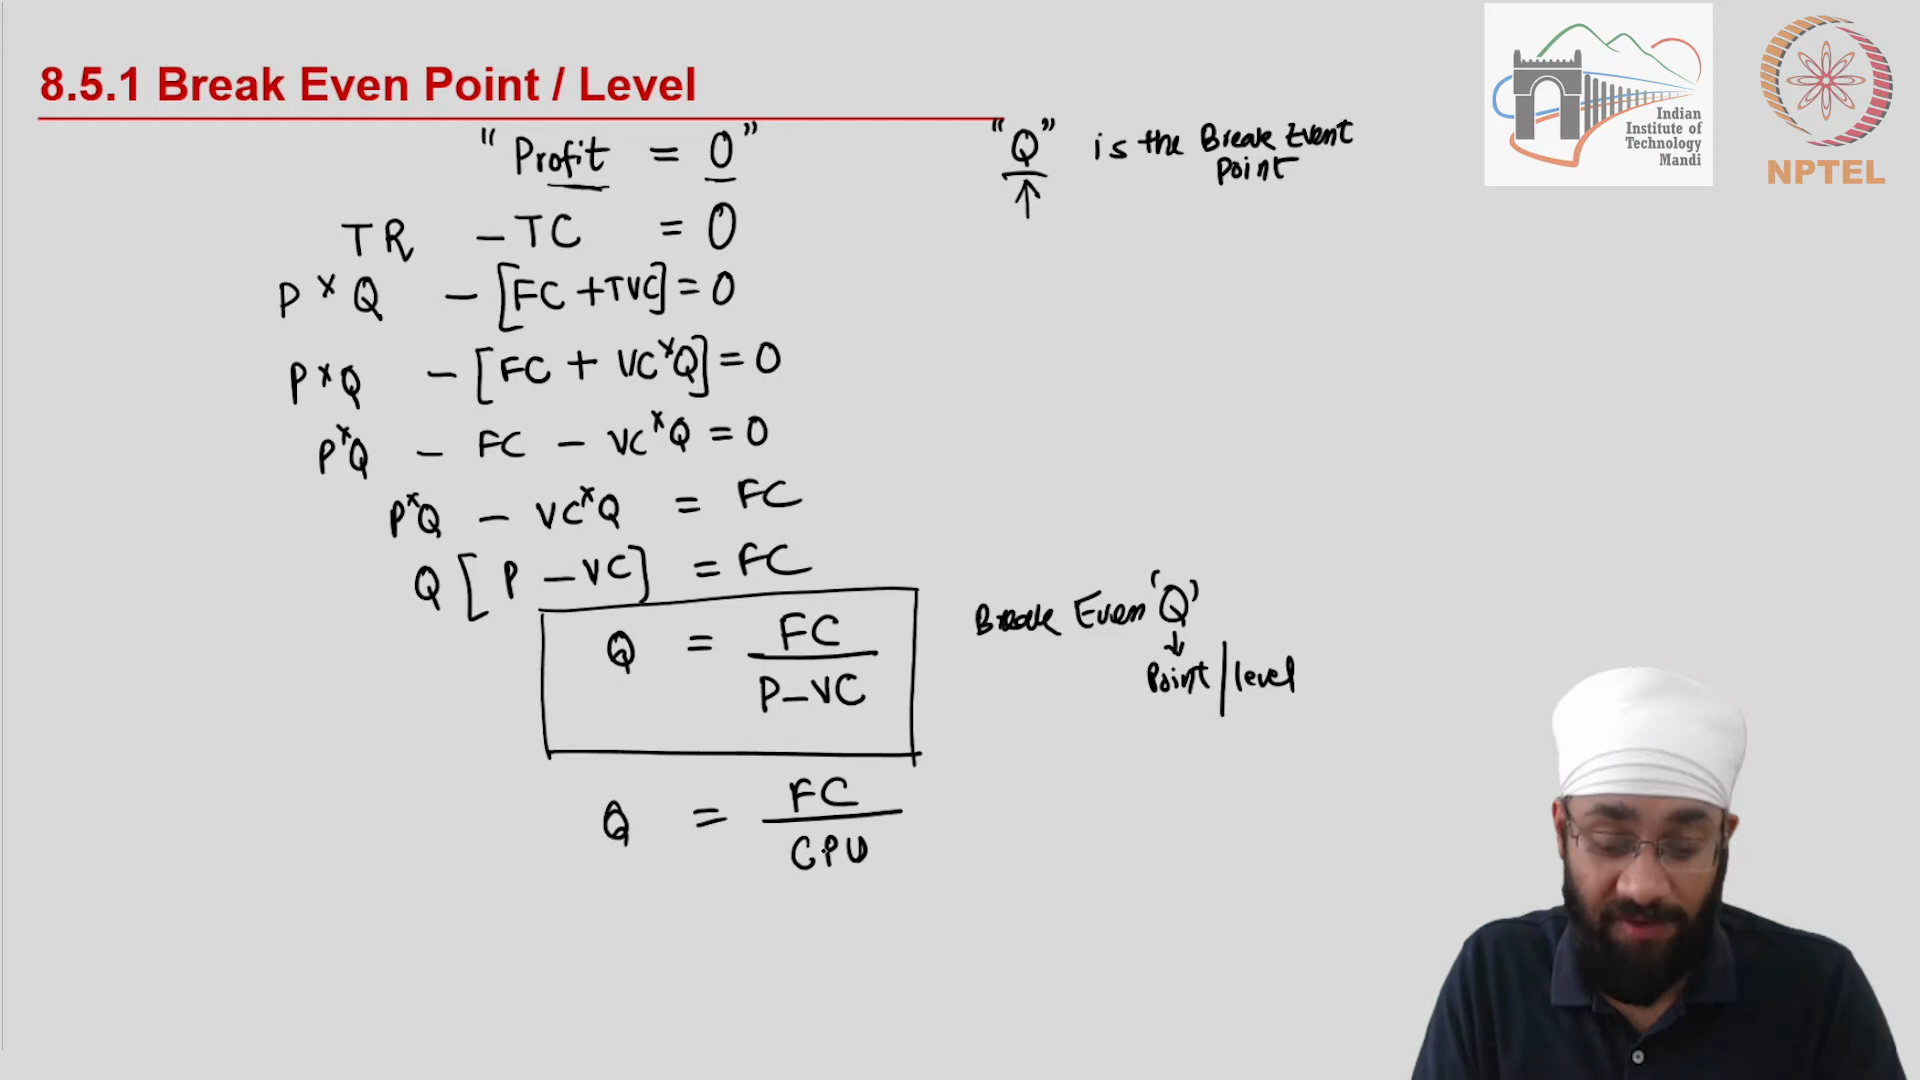 8.5.1 Break Even Point / Level
"Profit = 0"
TR - TC = 0
P × Q - [FC + TVC] = 0
P × Q - [FC + VC × Q] = 0
P × Q - FC - VC × Q = 0
P × Q - VC × Q = FC
Q [P - VC] = FC
Q = FC / P - VC
Q = FC / CPU
"Q" is the Break Event
Point
Break Even 'Q'
↓
Point / level
Indian
Institute of
Technology
Mandi
NPTEL